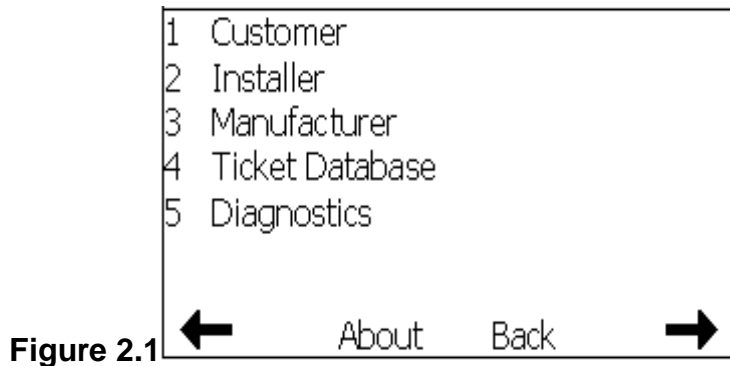 1 Customer
2 Installer
3 Manufacturer
4 Ticket Database
5 Diagnostics
About Back
Figure 2.1